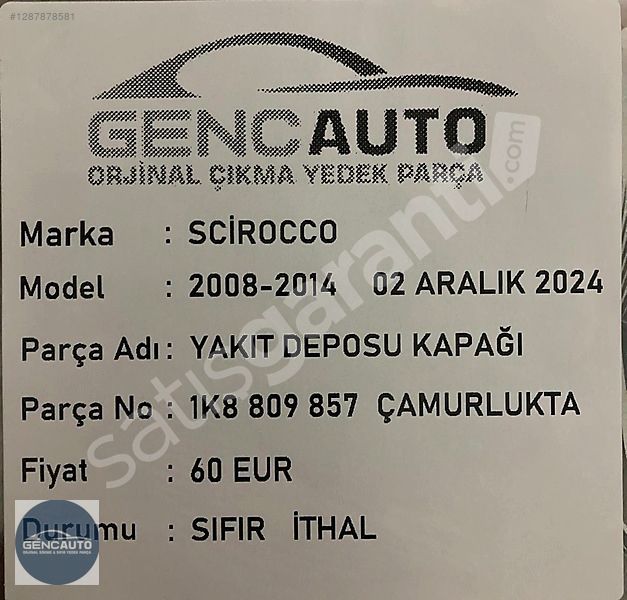 #1287878581
GENCAUTO
ORJİNAL ÇIKMA YEDEK PARÇA
satışgaranti.com
Marka : SCİROCCO
Model : 2008-2014 02 ARALIK 2024
Parça Adı : YAKIT DEPOSU KAPAĞI
Parça No : 1K8 809 857 ÇAMURLUKTA
Fiyat : 60 EUR
Durumu : SIFIR İTHAL
GENCAUTO